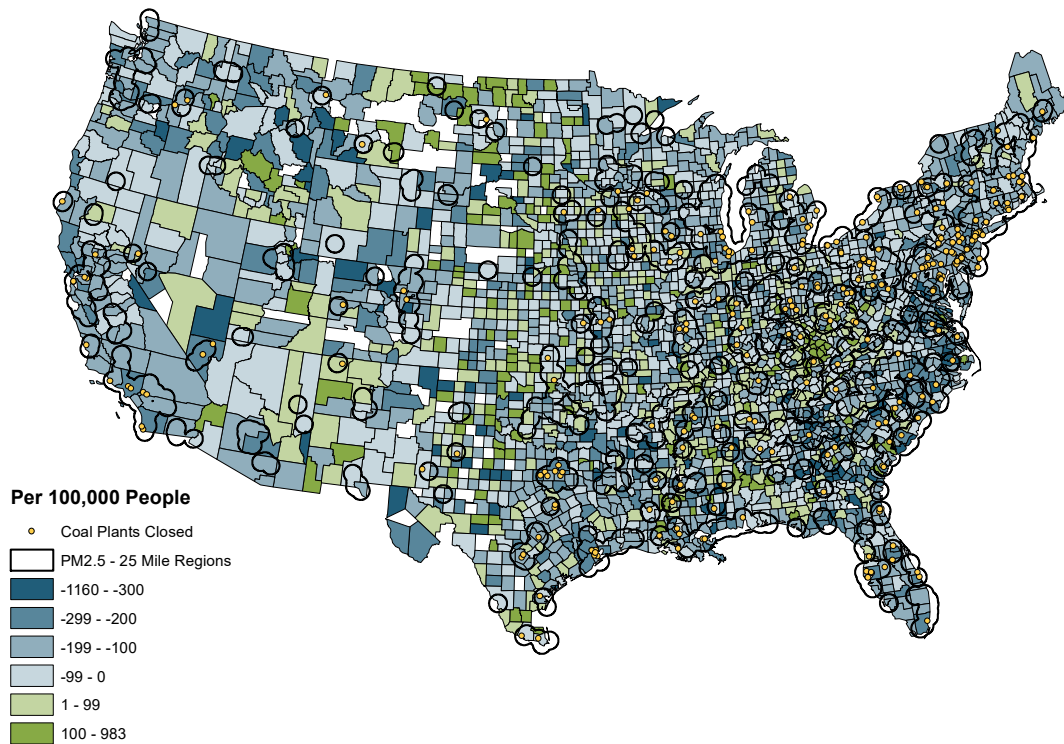 Per 100,000 People
Coal Plants Closed
PM2.5 - 25 Mile Regions
-1160 - -300
-299 - -200
-199 - -100
-99 - 0
1 - 99
100 - 983